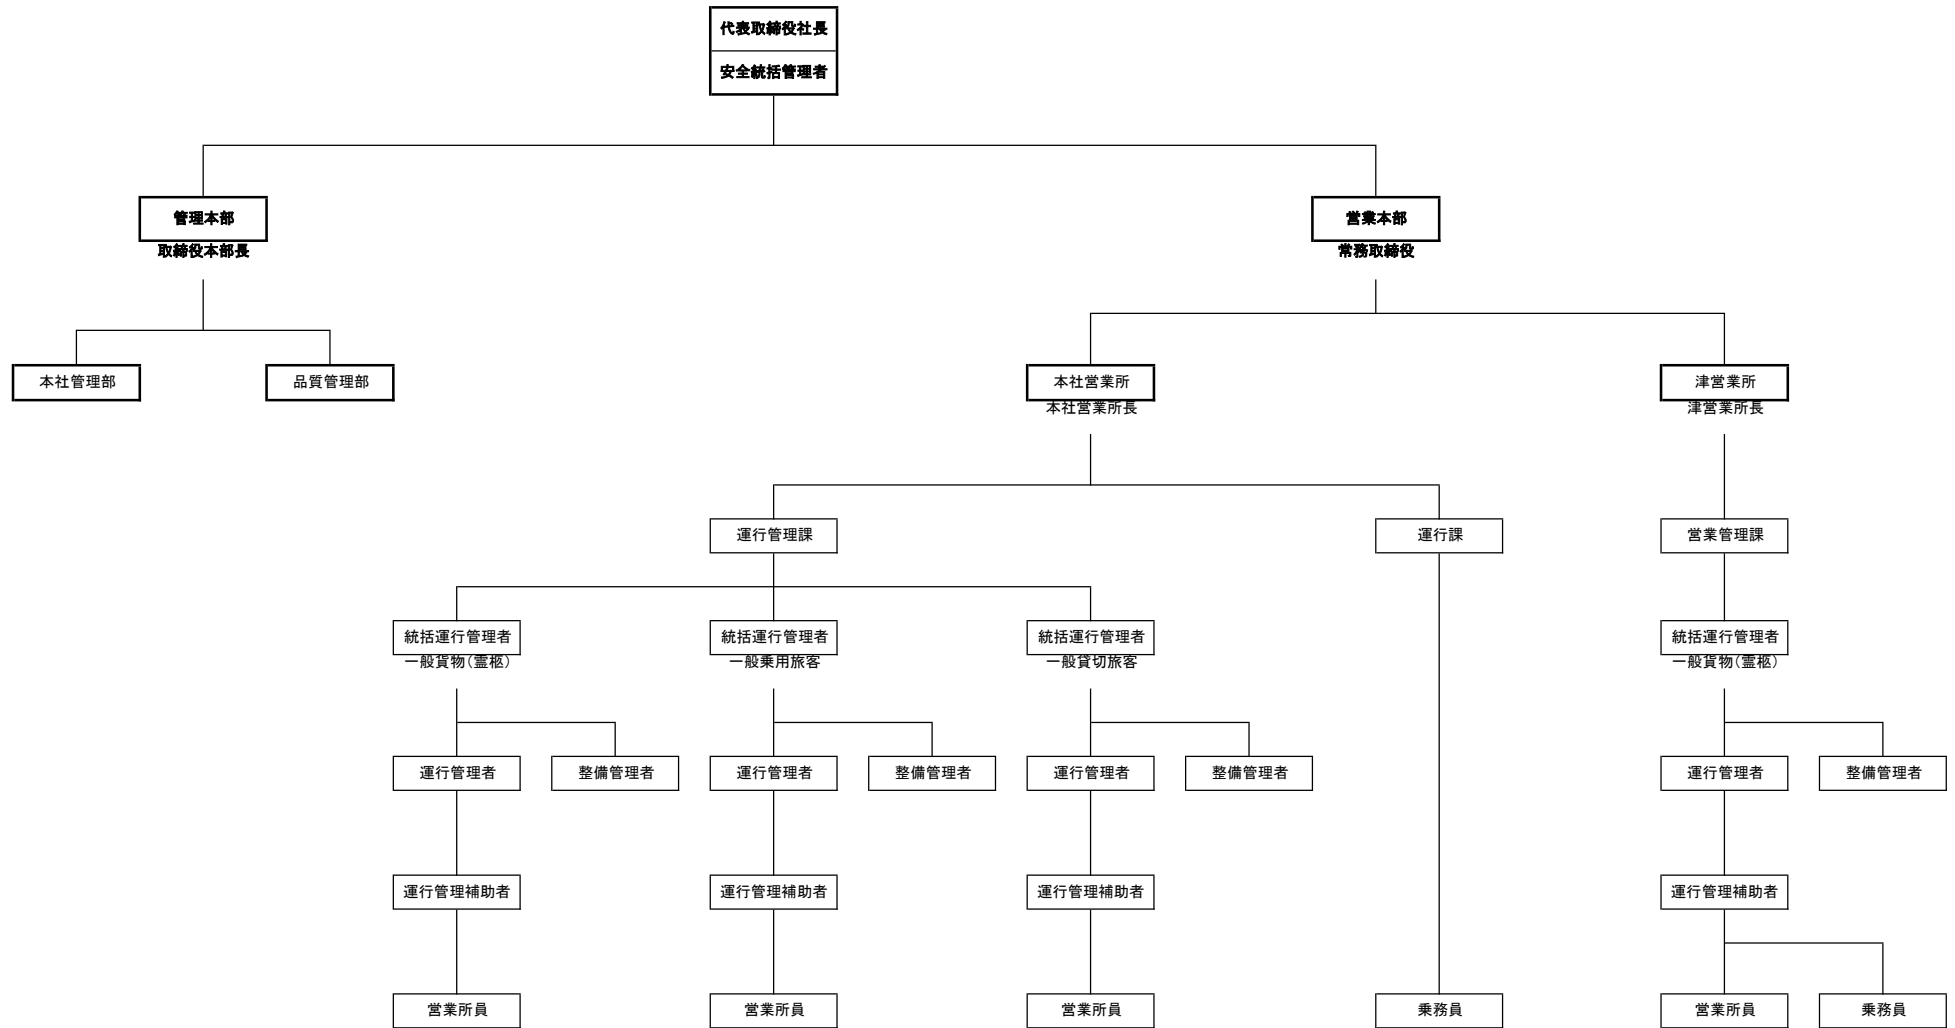 代表取締役社長
安全統括管理者
管理本部
取締役本部長
営業本部
常務取締役
本社管理部
品質管理部
本社営業所
本社営業所長
津営業所
津営業所長
運行管理課
運行課
営業管理課
統括運行管理者
一般貨物(霊柩)
統括運行管理者
一般乗用旅客
統括運行管理者
一般貸切旅客
統括運行管理者
一般貨物(霊柩)
運行管理者
整備管理者
運行管理者
整備管理者
運行管理者
整備管理者
運行管理者
整備管理者
運行管理補助者
運行管理補助者
運行管理補助者
運行管理補助者
営業所員
営業所員
営業所員
乗務員
営業所員
乗務員